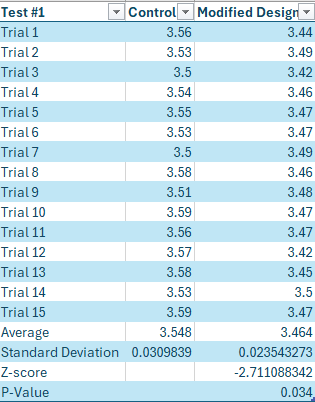 Test #1 Control Modified Design
Trial 1 3.56 3.44
Trial 2 3.53 3.49
Trial 3 3.5 3.42
Trial 4 3.54 3.46
Trial 5 3.55 3.47
Trial 6 3.53 3.47
Trial 7 3.5 3.49
Trial 8 3.58 3.46
Trial 9 3.51 3.48
Trial 10 3.59 3.47
Trial 11 3.56 3.47
Trial 12 3.57 3.42
Trial 13 3.58 3.45
Trial 14 3.53 3.5
Trial 15 3.59 3.47
Average 3.548 3.464
Standard Deviation 0.0309839 0.023543273
Z-score -2.711088342
P-Value 0.034